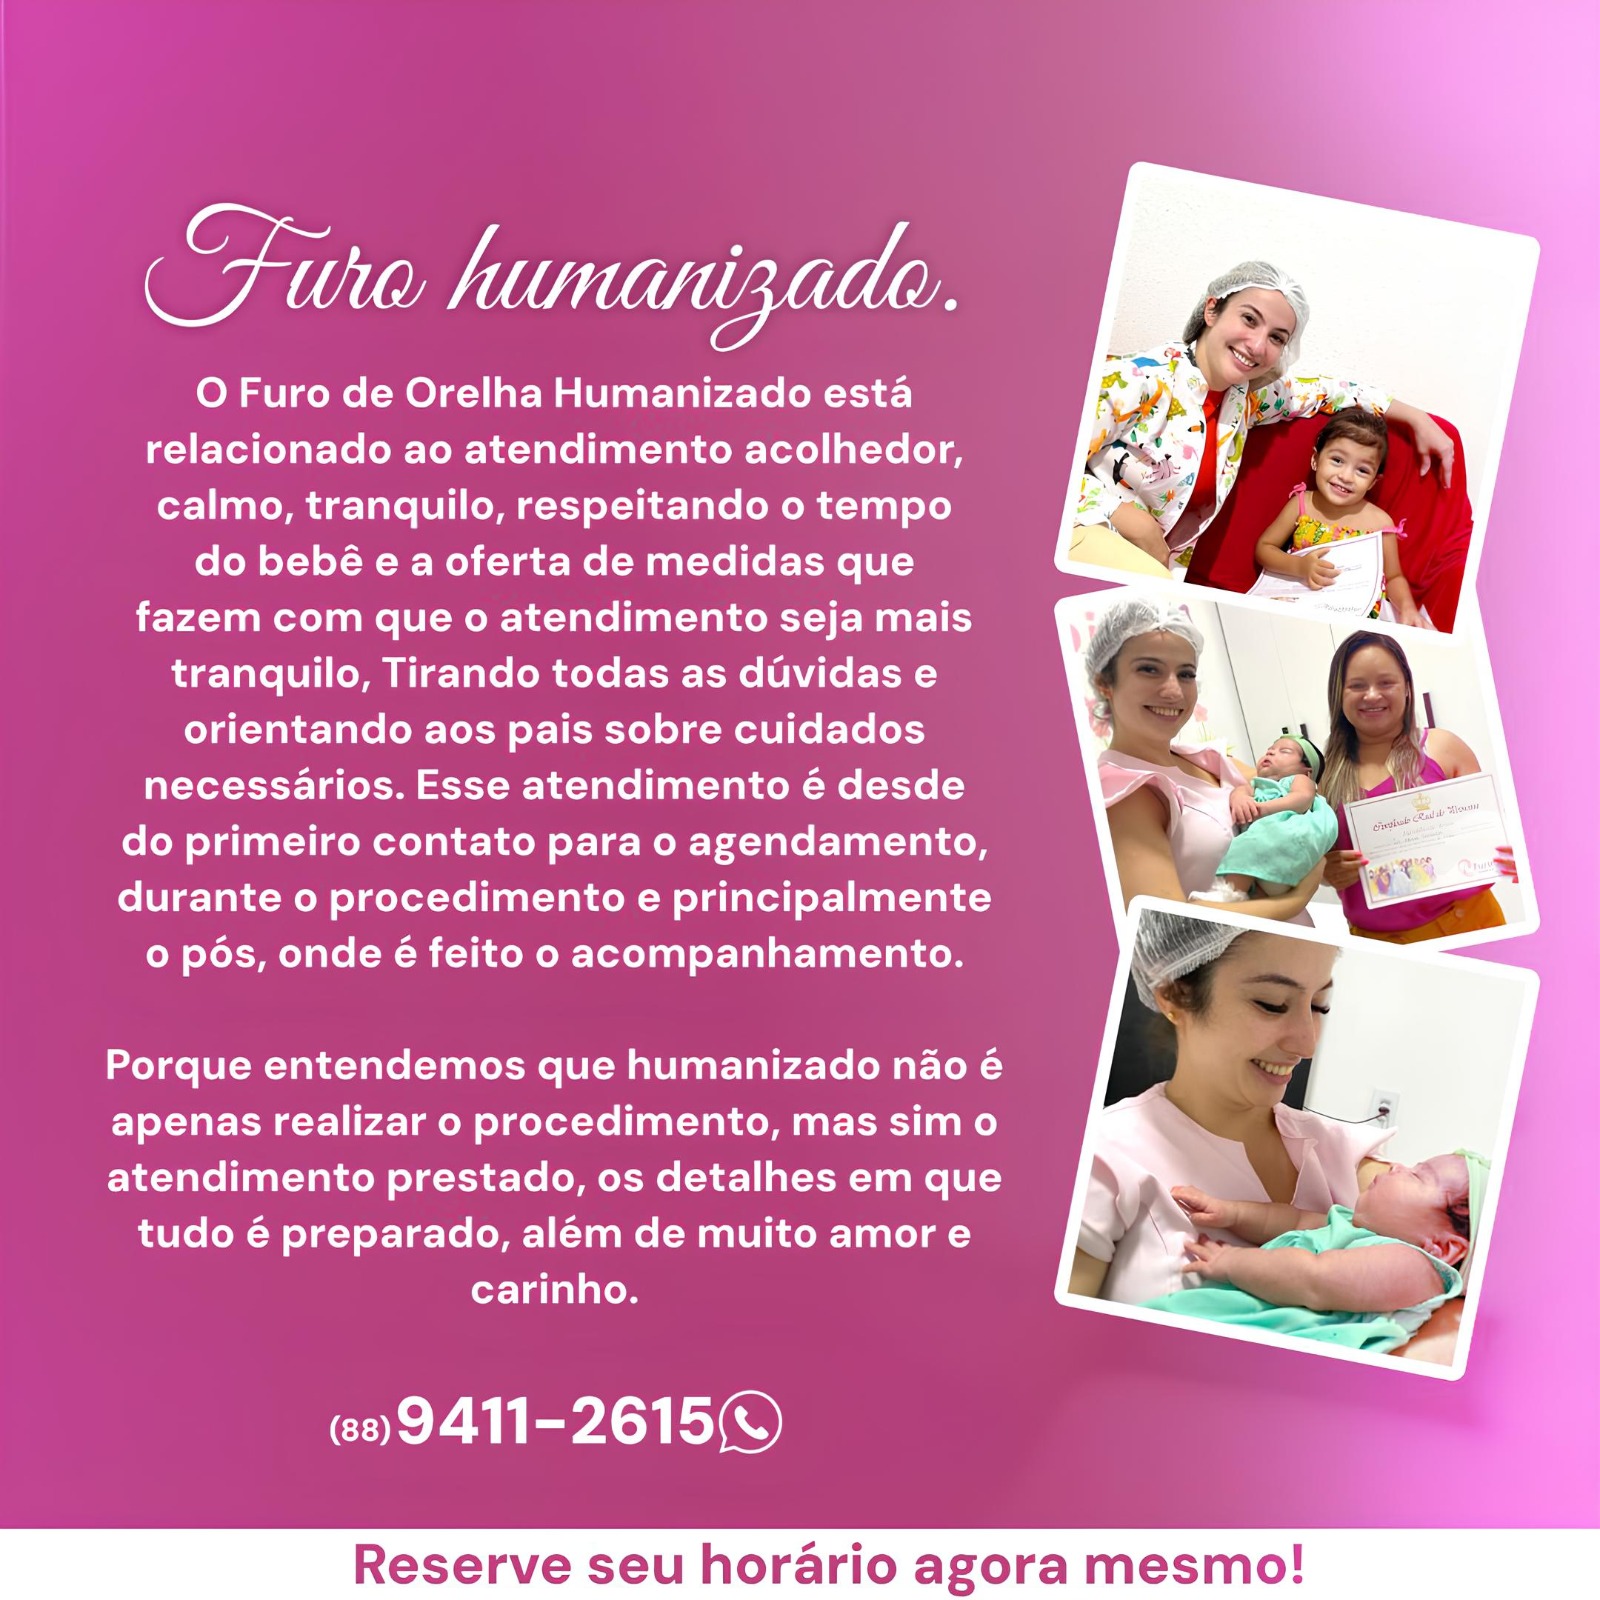 Furo humanizado.
O Furo de Orelha Humanizado está
relacionado ao atendimento acolhedor,
calmo, tranquilo, respeitando o tempo
do bebê e a oferta de medidas que
fazem com que o atendimento seja mais
tranquilo, Tirando todas as dúvidas e
orientando aos pais sobre cuidados
necessários. Esse atendimento é desde
do primeiro contato para o agendamento,
durante o procedimento e principalmente
o pós, onde é feito o acompanhamento.
Porque entendemos que humanizado não é
apenas realizar o procedimento, mas sim o
atendimento prestado, os detalhes em que
tudo é preparado, além de muito amor e
carinho.
(88) 9411-2615
Reserve seu horário agora mesmo!